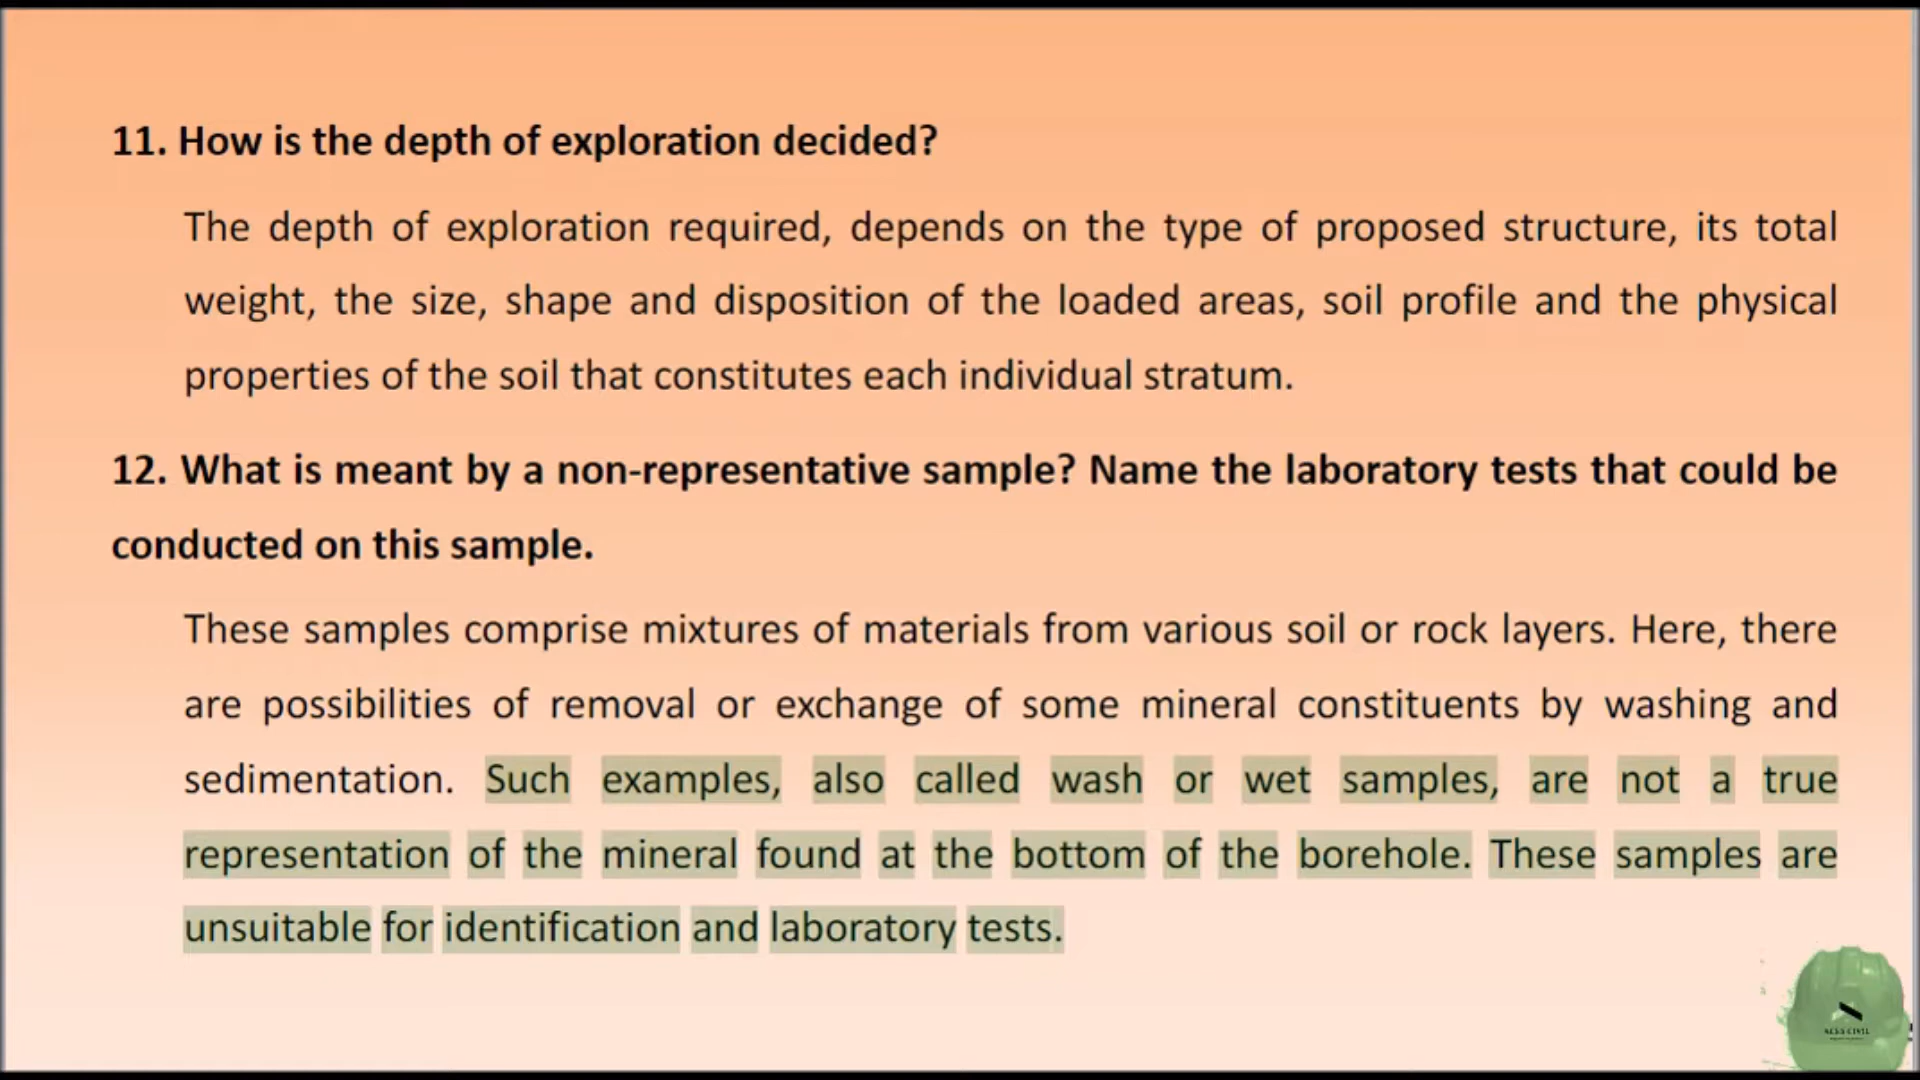 11. How is the depth of exploration decided?
The depth of exploration required, depends on the type of proposed structure, its total
weight, the size, shape and disposition of the loaded areas, soil profile and the physical
properties of the soil that constitutes each individual stratum.
12. What is meant by a non-representative sample? Name the laboratory tests that could be
conducted on this sample.
These samples comprise mixtures of materials from various soil or rock layers. Here, there
are possibilities of removal or exchange of some mineral constituents by washing and
sedimentation. Such examples, also called wash or wet samples, are not a true
representation of the mineral found at the bottom of the borehole. These samples are
unsuitable for identification and laboratory tests.